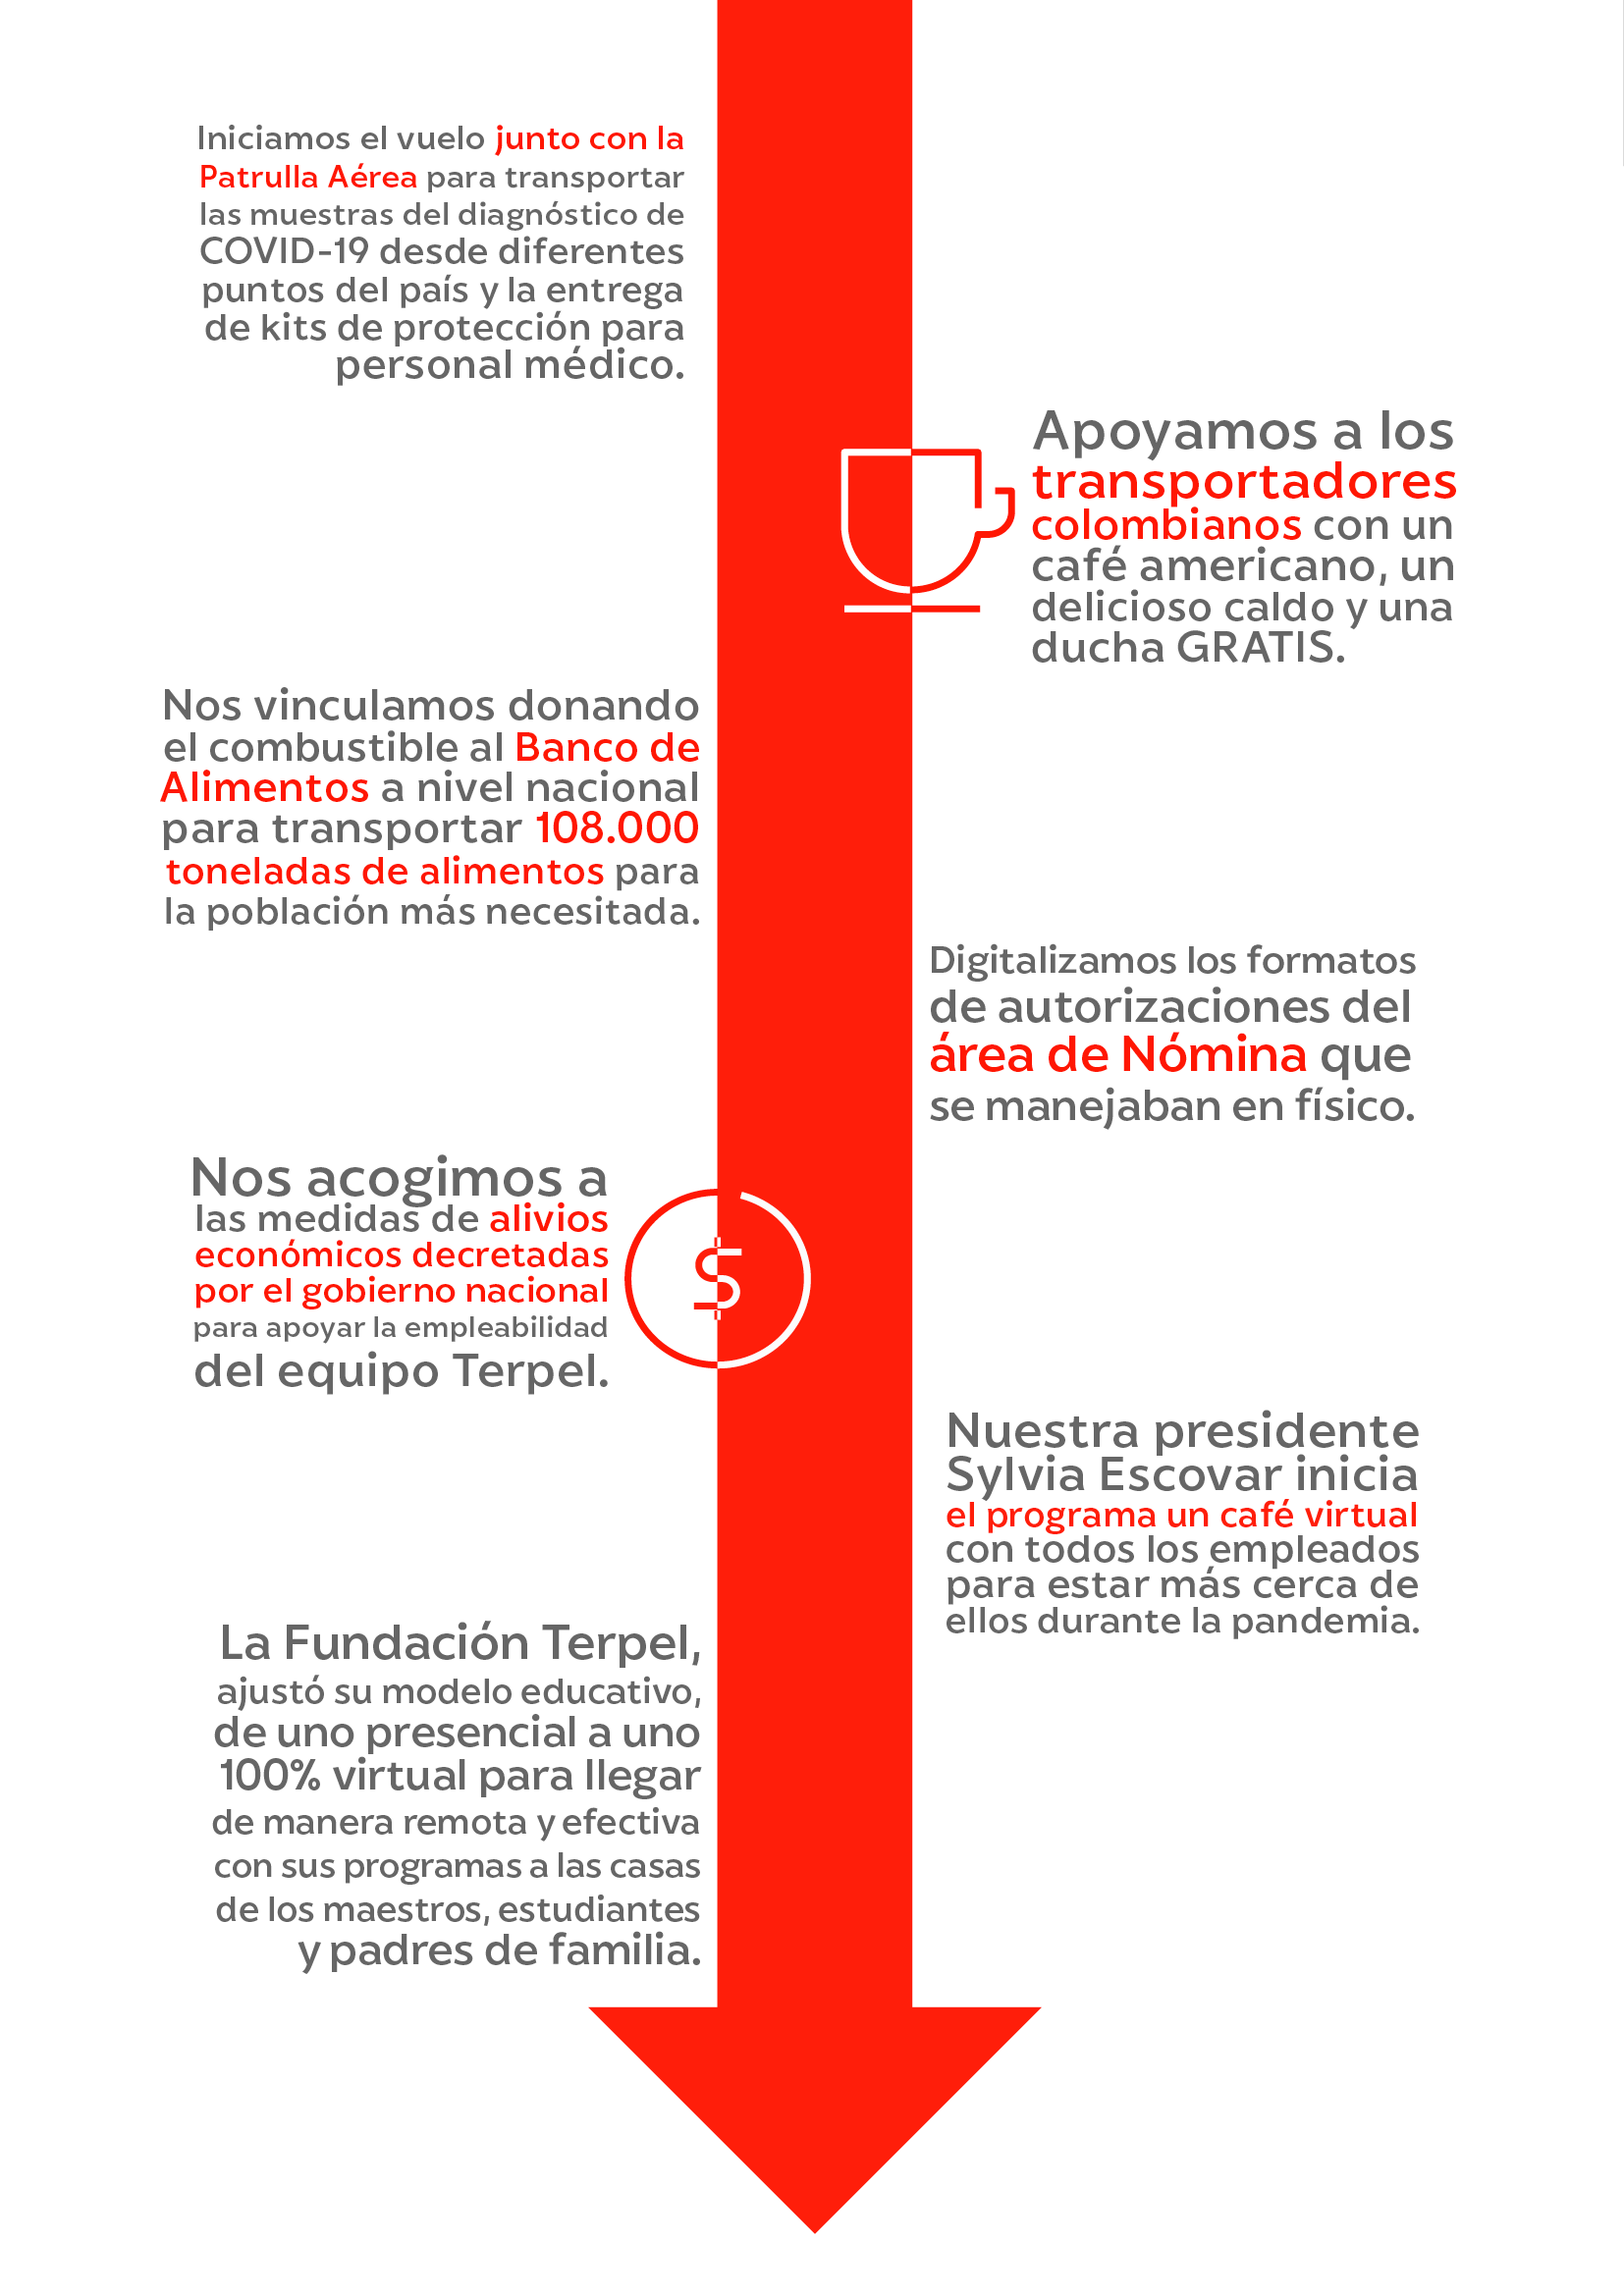 Iniciamos el vuelo junto con la
Patrulla Aérea para transportar
las muestras del diagnóstico de
COVID-19 desde diferentes
puntos del país y la entrega
de kits de protección para
personal médico.
Apoyamos a los
transportadores
colombianos con un
café americano, un
delicioso caldo y una
ducha GRATIS.
Nos vinculamos donando
el combustible al Banco de
Alimentos a nivel nacional
para transportar 108.000
toneladas de alimentos para
la población más necesitada.
Digitalizamos los formatos
de autorizaciones del
área de Nómina que
se manejaban en físico.
Nos acogimos a
las medidas de alivios
económicos decretadas
por el gobierno nacional
para apoyar la empleabilidad
del equipo Terpel.
$
Nuestra presidente
Sylvia Escovar inicia
el programa un café virtual
con todos los empleados
para estar más cerca de
ellos durante la pandemia.
La Fundación Terpel,
ajustó su modelo educativo,
de uno presencial a uno
100% virtual para llegar
de manera remota y efectiva
con sus programas a las casas
de los maestros, estudiantes
y padres de familia.